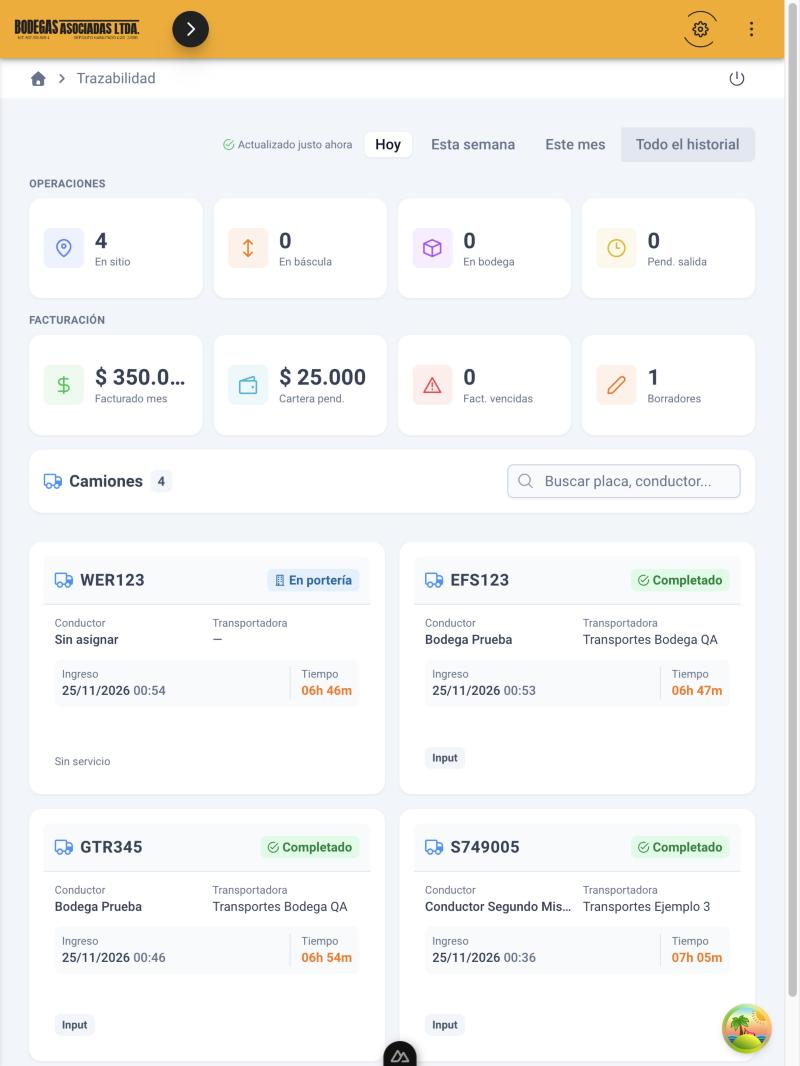 BODEGAS ASOCIADAS LTDA.
Trazabilidad
Actualizado justo ahora
Hoy
Esta semana
Este mes
Todo el historial
OPERACIONES
4
En sitio
0
En báscula
0
En bodega
0
Pend. salida
FACTURACIÓN
$ 350.0...
Facturado mes
$ 25.000
Cartera pend.
0
Fact. vencidas
1
Borradores
Camiones 4
Buscar placa, conductor...
WER123
En portería
Conductor
Sin asignar
Transportadora
—
Ingreso
25/11/2026 00:54
Tiempo
06h 46m
Sin servicio
EFS123
Completado
Conductor
Bodega Prueba
Transportadora
Transportes Bodega QA
Ingreso
25/11/2026 00:53
Tiempo
06h 47m
Input
GTR345
Completado
Conductor
Bodega Prueba
Transportadora
Transportes Bodega QA
Ingreso
25/11/2026 00:46
Tiempo
06h 54m
Input
S749005
Completado
Conductor
Conductor Segundo Mis...
Transportadora
Transportes Ejemplo 3
Ingreso
25/11/2026 00:36
Tiempo
07h 05m
Input